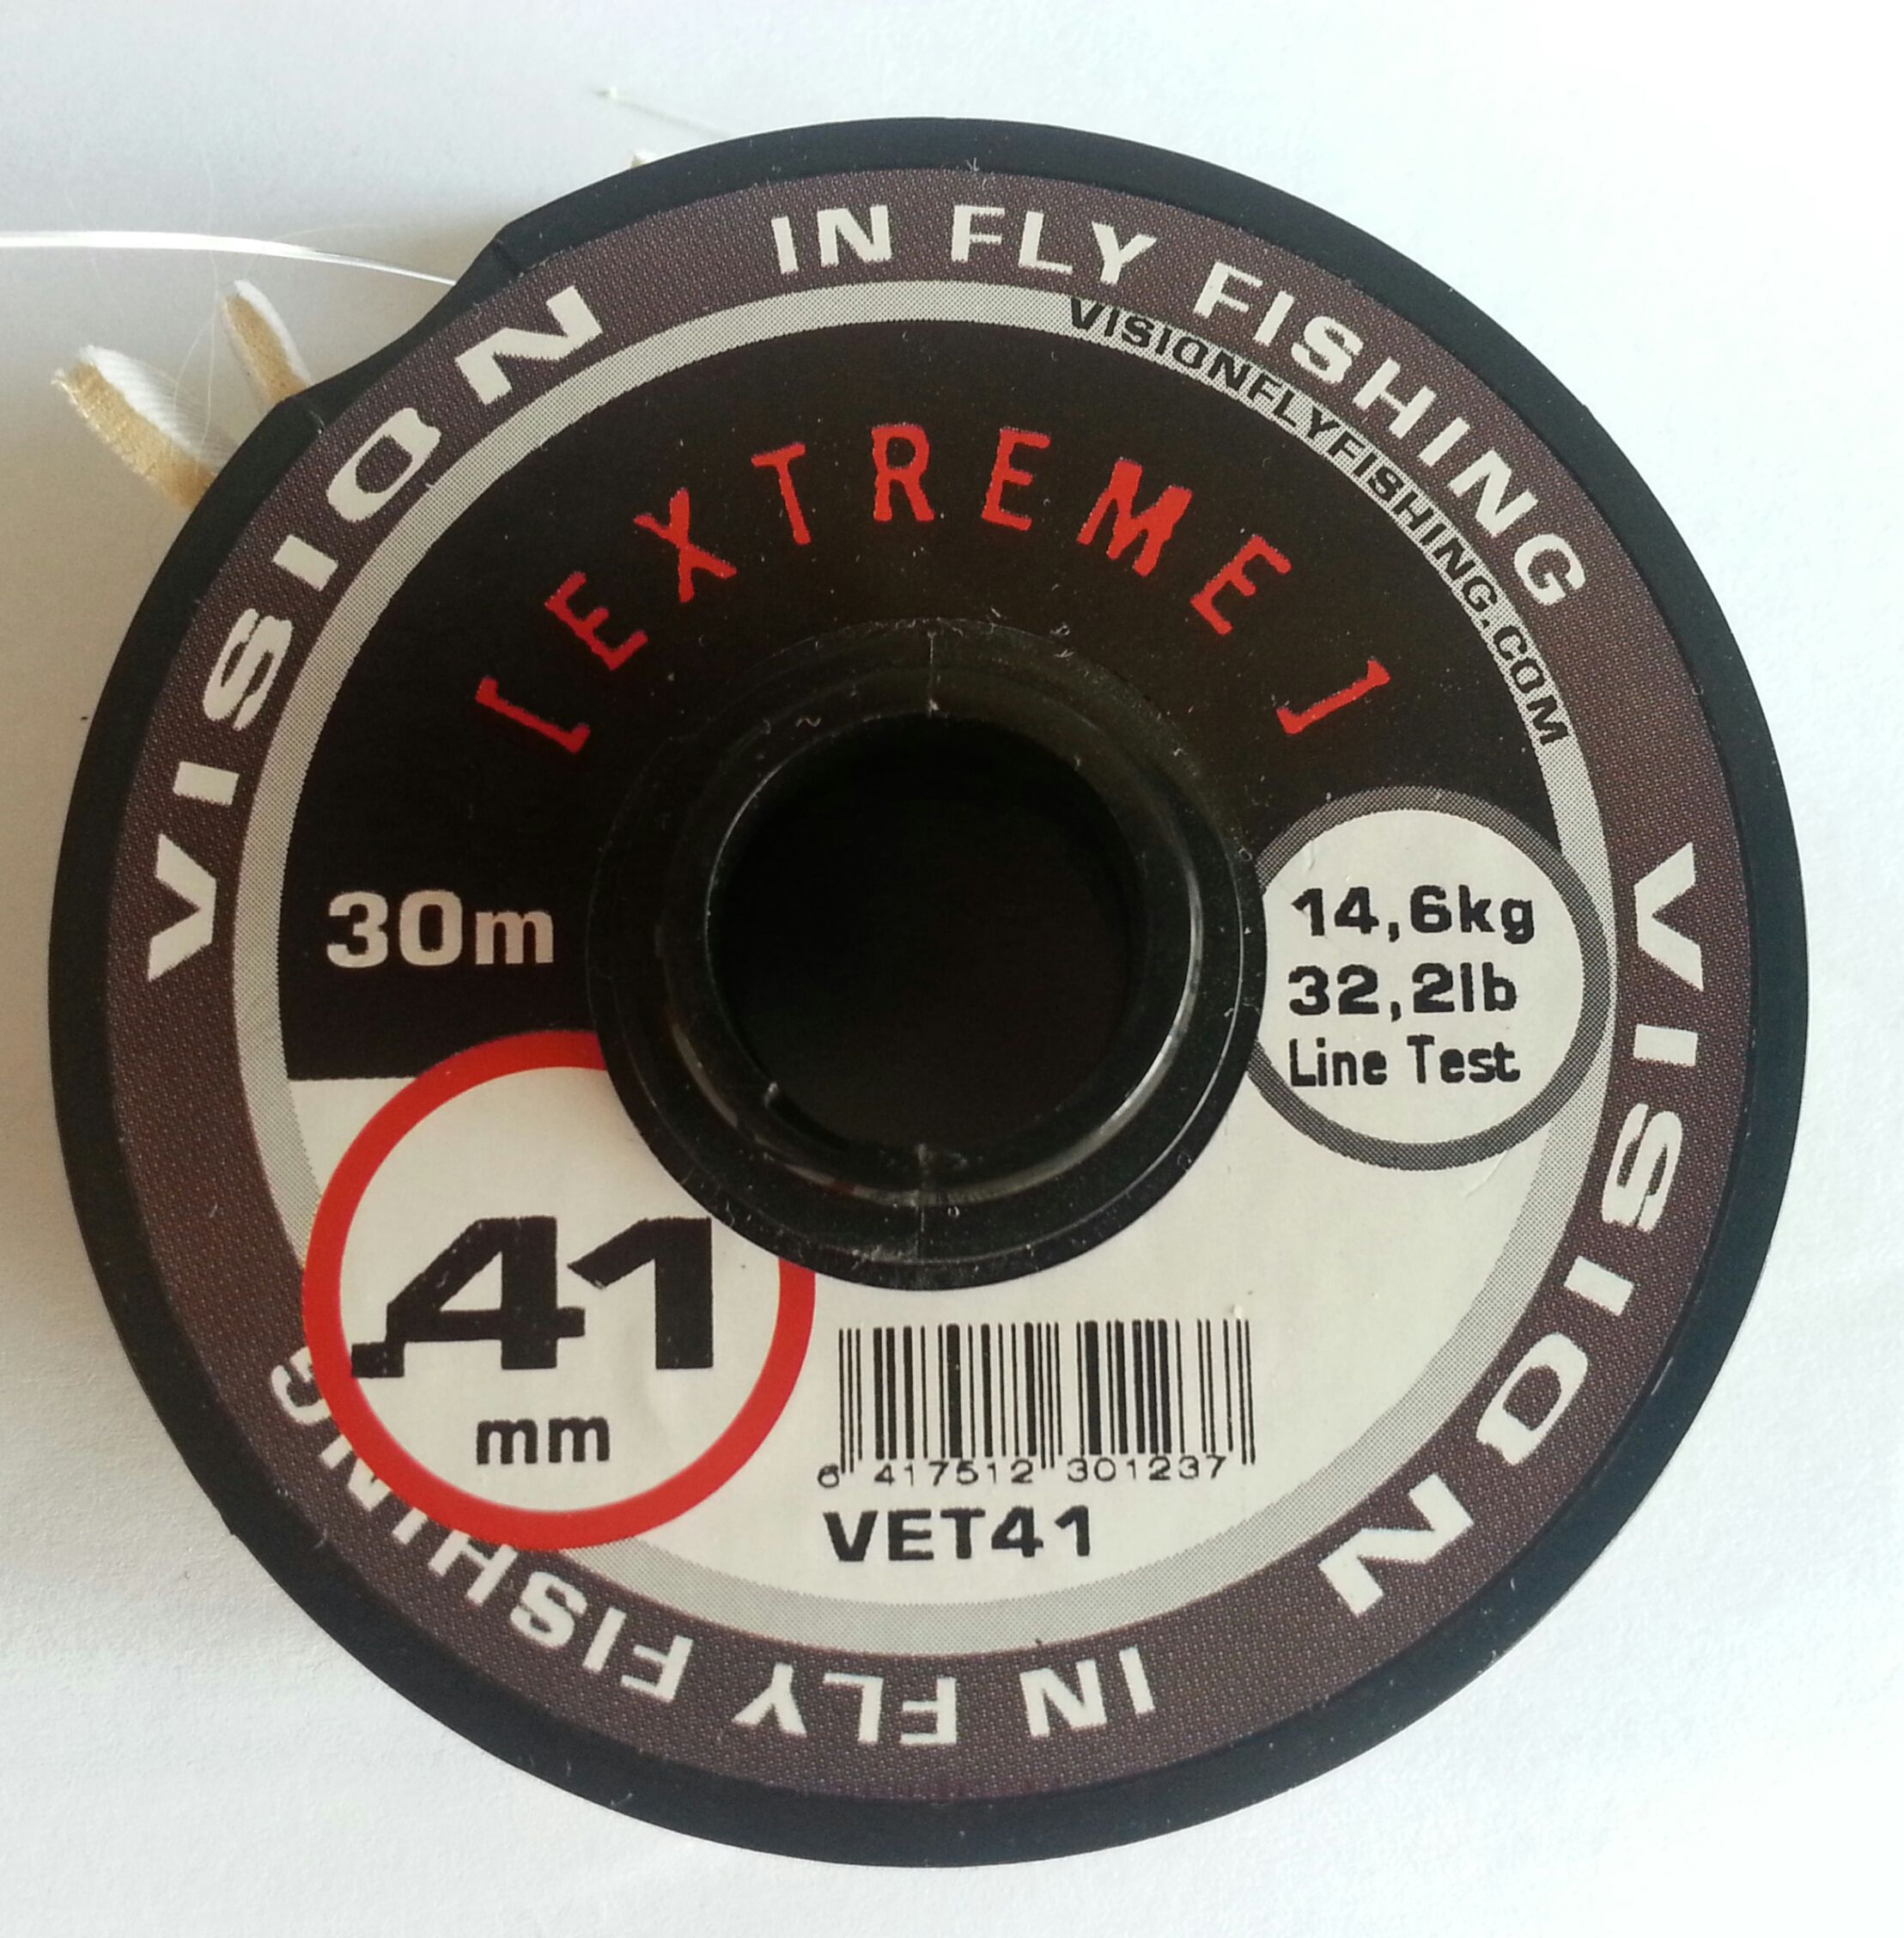 VISION IN FLY FISHING
VISIONFLYFISHING.COM
[EXTREME]
30m
14,6kg
32,2lb
Line Test
.41
mm
6 417512 301237
VET41
VISION IN FLY FISHING